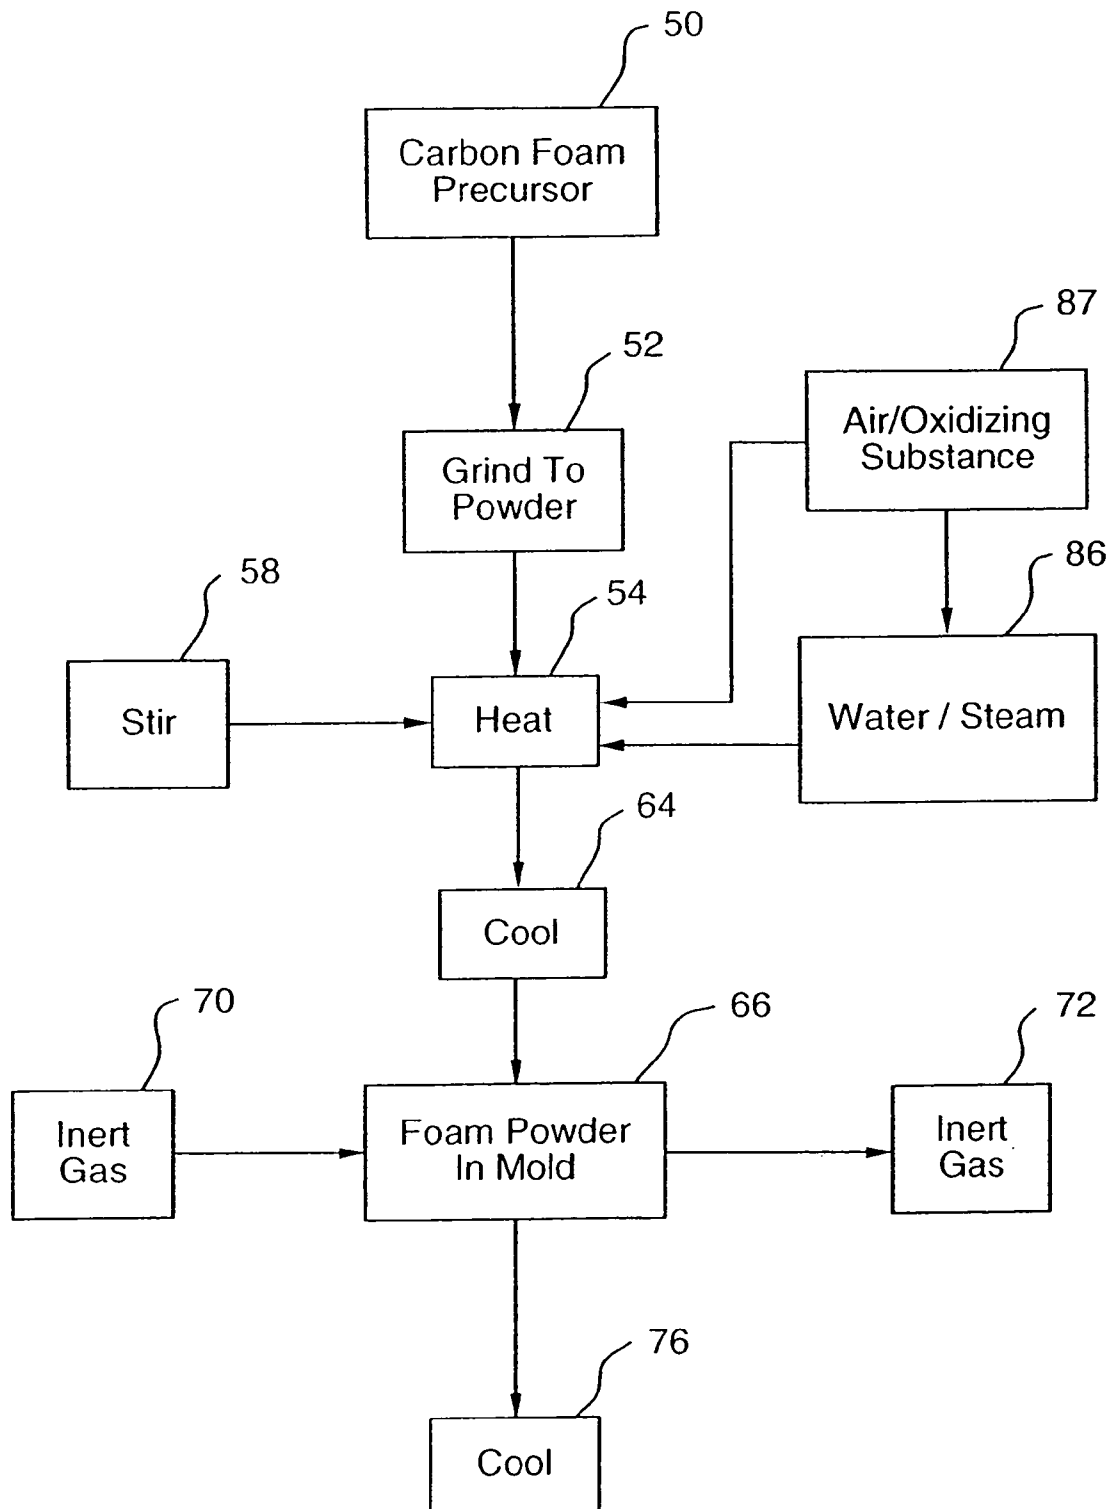 50
Carbon Foam
Precursor
87
52
Air/Oxidizing
Substance
Grind To
Powder
58
54
86
Stir
Heat
Water / Steam
64
Cool
70
66
72
Inert
Gas
Foam Powder
In Mold
Inert
Gas
76
Cool